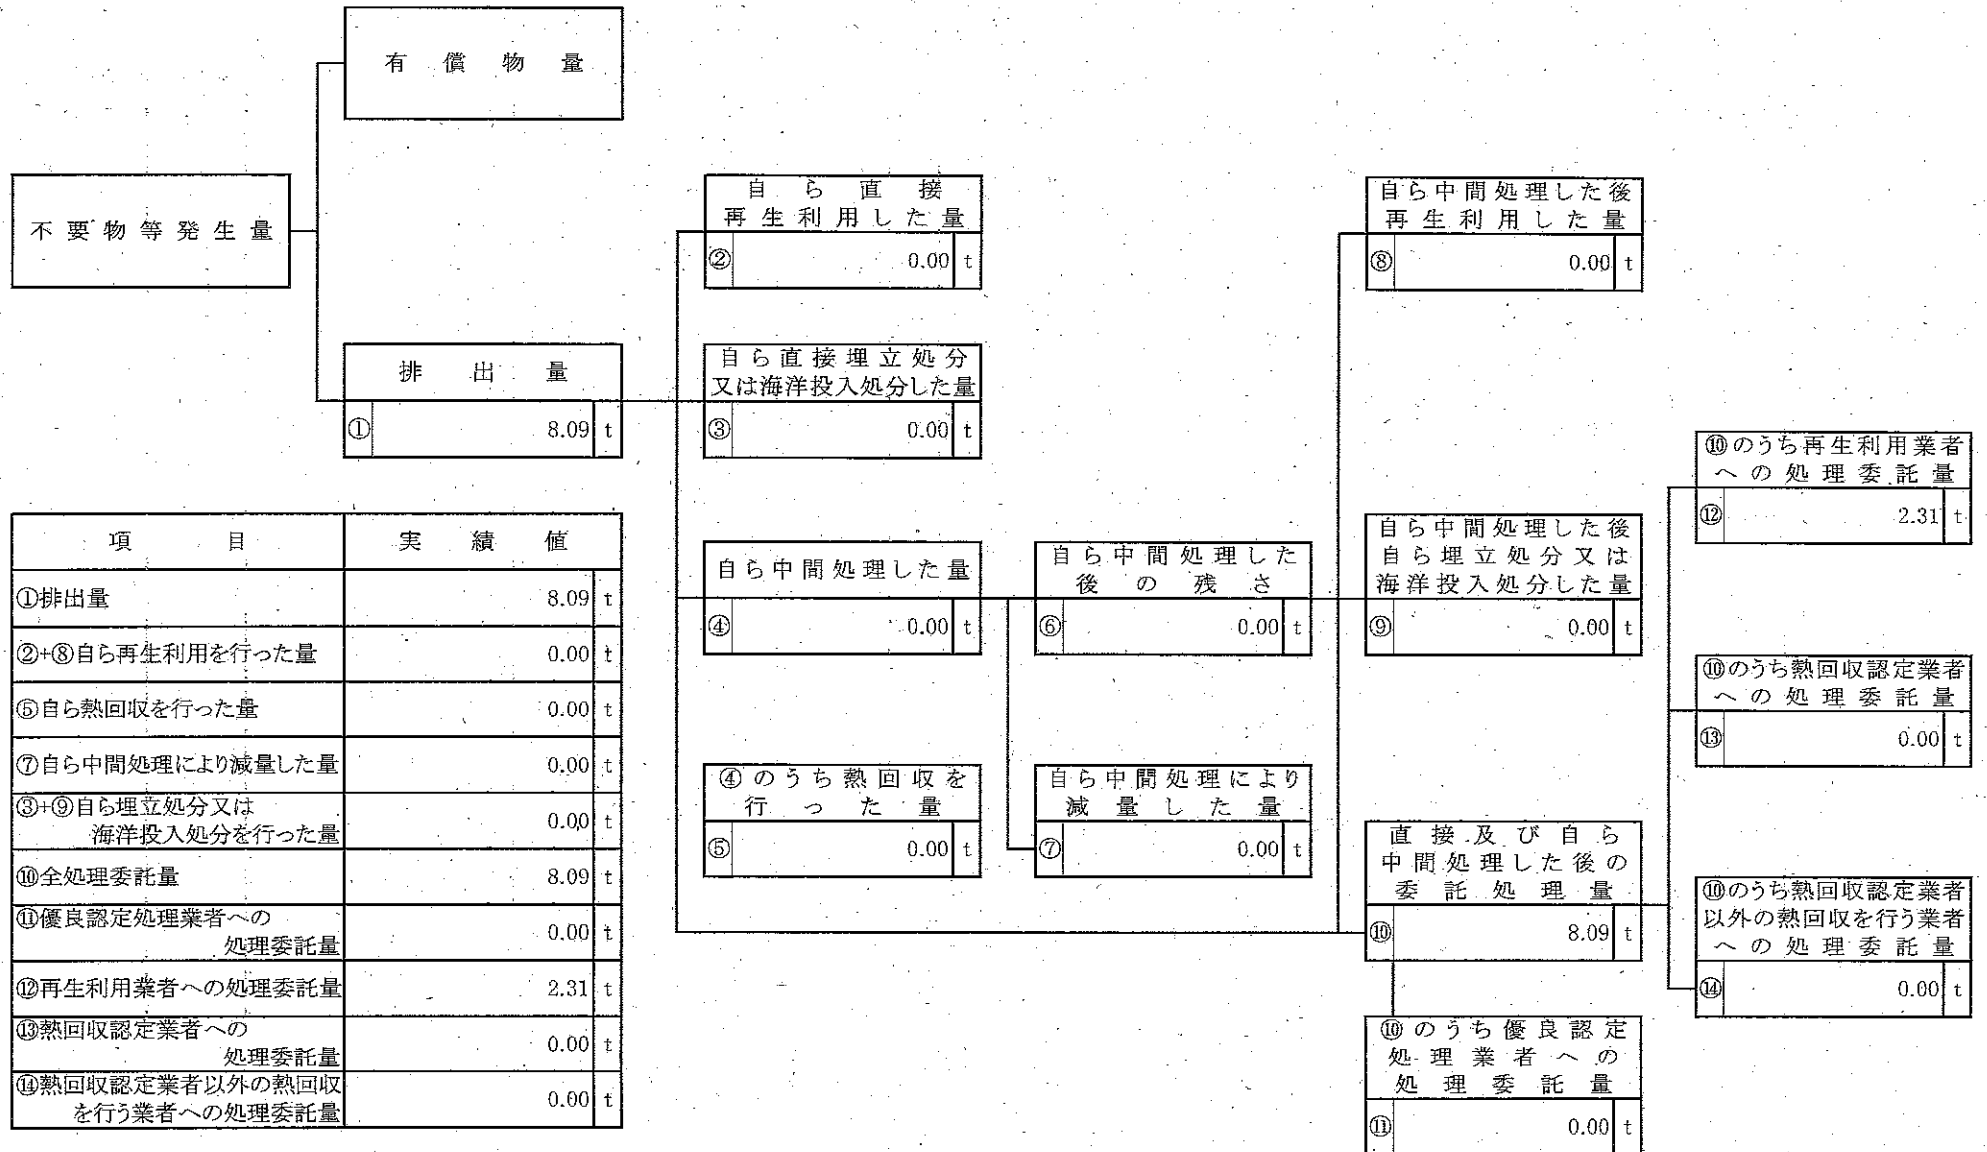 有償物量
不要物等発生量
排出量
① 8.09 t
自ら直接
再生利用した量
② 0.00 t
自ら直接埋立処分
又は海洋投入処分した量
③ 0.00 t
自ら中間処理した量
④ 0.00 t
④のうち熱回収を
行った量
⑤ 0.00 t
自ら中間処理した
後の残さ
⑥ 0.00 t
自ら中間処理により
減量した量
⑦ 0.00 t
自ら中間処理した後
再生利用した量
⑧ 0.00 t
自ら中間処理した後
自ら埋立処分又は
海洋投入処分した量
⑨ 0.00 t
直接及び自ら
中間処理した後の
委託処理量
⑩ 8.09 t
⑩のうち優良認定
処理業者への
処理委託量
⑪ 0.00 t
⑩のうち再生利用業者
への処理委託量
⑫ 2.31 t
⑩のうち熱回収認定業者
への処理委託量
⑬ 0.00 t
⑩のうち熱回収認定業者
以外の熱回収を行う業者
への処理委託量
⑭ 0.00 t
項目 実績値
①排出量 8.09 t
②+⑧自ら再生利用を行った量 0.00 t
⑤自ら熱回収を行った量 0.00 t
⑦自ら中間処理により減量した量 0.00 t
③+⑨自ら埋立処分又は
海洋投入処分を行った量 0.00 t
⑩全処理委託量 8.09 t
⑪優良認定処理業者への
処理委託量 0.00 t
⑫再生利用業者への処理委託量 2.31 t
⑬熱回収認定業者への
処理委託量 0.00 t
⑭熱回収認定業者以外の熱回収
を行う業者への処理委託量 0.00 t